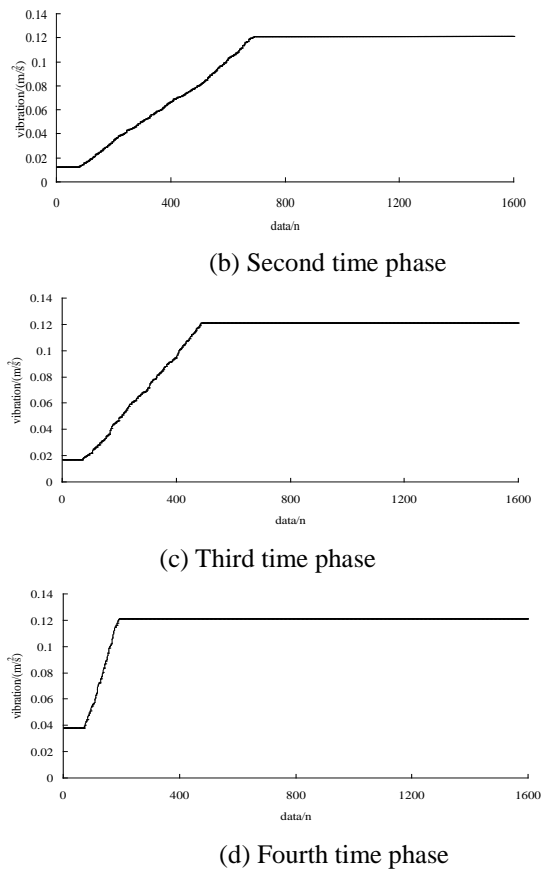 0.14
0.12
0.1
0.08
0.06
0.04
0.02
0
vibration/(m/s²)
0 400 800 1200 1600
data/n
(b) Second time phase
0.14
0.12
0.1
0.08
0.06
0.04
0.02
0
vibration/(m/s²)
0 400 800 1200 1600
data/n
(c) Third time phase
0.14
0.12
0.1
0.08
0.06
0.04
0.02
0
vibration/(m/s²)
0 400 800 1200 1600
data/n
(d) Fourth time phase